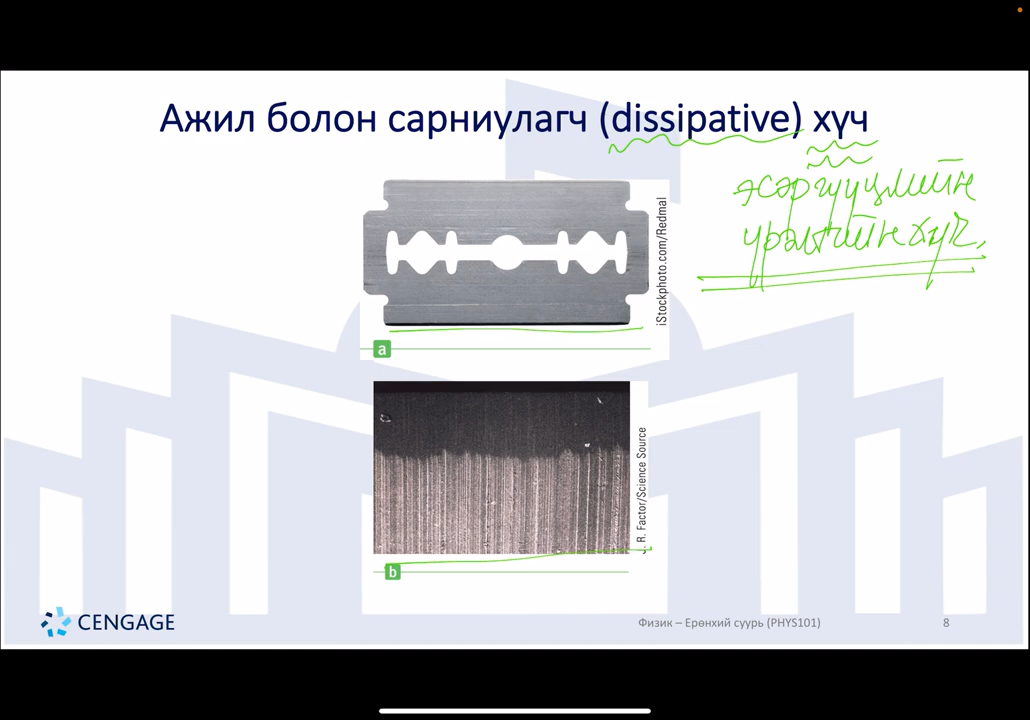 Ажил болон сарниулагч (dissipative) хүч
эсэргүүцлийн
үрэлтийн хүч,
iStockphoto.com/Redmal
a
J. R. Factor/Science Source
b
CENGAGE
Физик – Ерөнхий суурь (PHYS101)
8